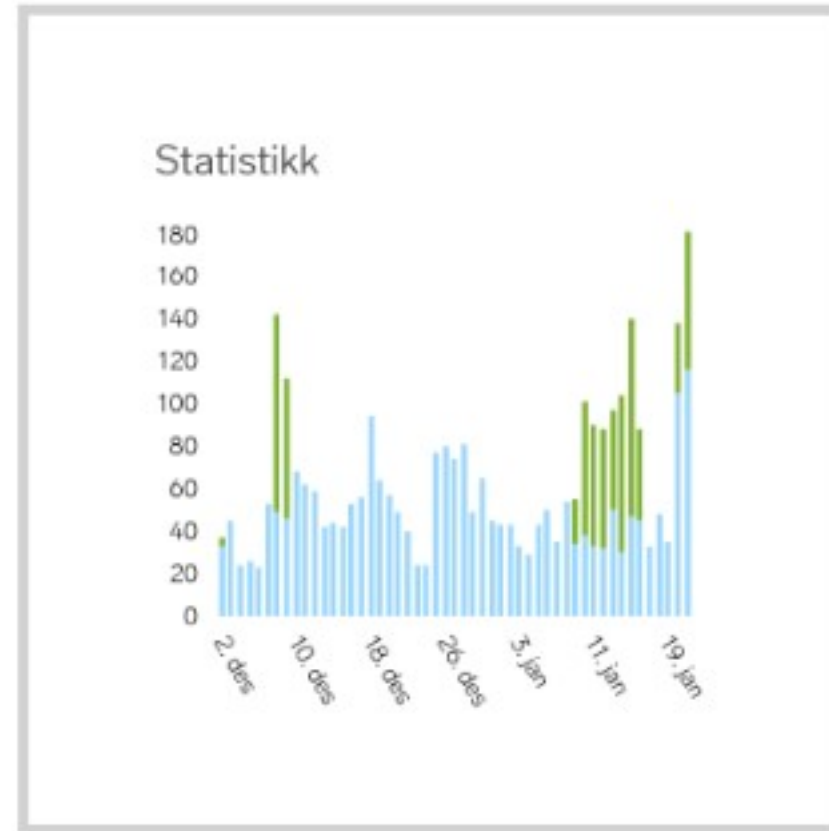 Statistikk
180
160
140
120
100
80
60
40
20
0
2. des
10. des
18. des
26. des
3. jan
11. jan
19. jan